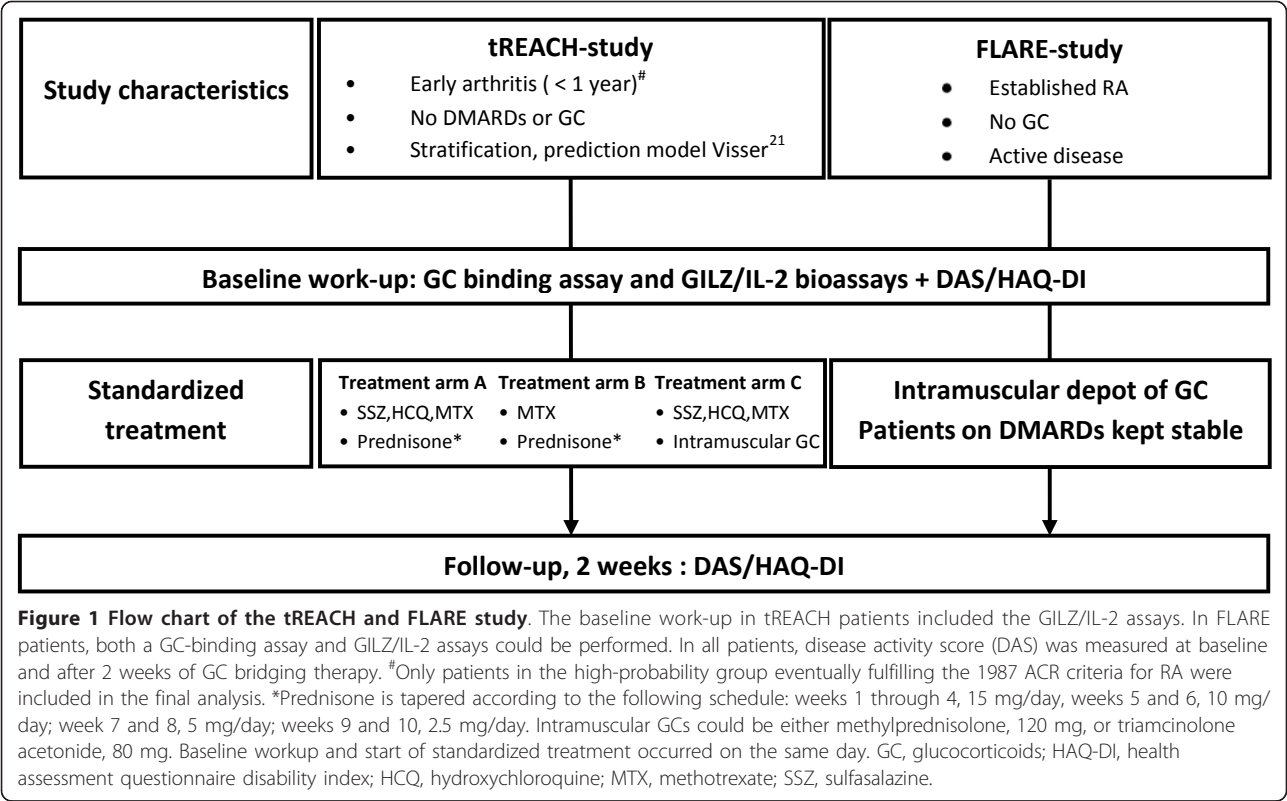 Study characteristics
tREACH-study
• Early arthritis ( < 1 year)#
• No DMARDs or GC
• Stratification, prediction model Visser21
FLARE-study
• Established RA
• No GC
• Active disease
Baseline work-up: GC binding assay and GILZ/IL-2 bioassays + DAS/HAQ-DI
Standardized
treatment
Treatment arm A
• SSZ,HCQ,MTX
• Prednisone*
Treatment arm B
• MTX
• Prednisone*
Treatment arm C
• SSZ,HCQ,MTX
• Intramuscular GC
Intramuscular depot of GC
Patients on DMARDs kept stable
Follow-up, 2 weeks : DAS/HAQ-DI
Figure 1 Flow chart of the tREACH and FLARE study. The baseline work-up in tREACH patients included the GILZ/IL-2 assays. In FLARE
patients, both a GC-binding assay and GILZ/IL-2 assays could be performed. In all patients, disease activity score (DAS) was measured at baseline
and after 2 weeks of GC bridging therapy. #Only patients in the high-probability group eventually fulfilling the 1987 ACR criteria for RA were
included in the final analysis. *Prednisone is tapered according to the following schedule: weeks 1 through 4, 15 mg/day, weeks 5 and 6, 10 mg/
day; week 7 and 8, 5 mg/day; weeks 9 and 10, 2.5 mg/day. Intramuscular GCs could be either methylprednisolone, 120 mg, or triamcinolone
acetonide, 80 mg. Baseline workup and start of standardized treatment occurred on the same day. GC, glucocorticoids; HAQ-DI, health
assessment questionnaire disability index; HCQ, hydroxychloroquine; MTX, methotrexate; SSZ, sulfasalazine.